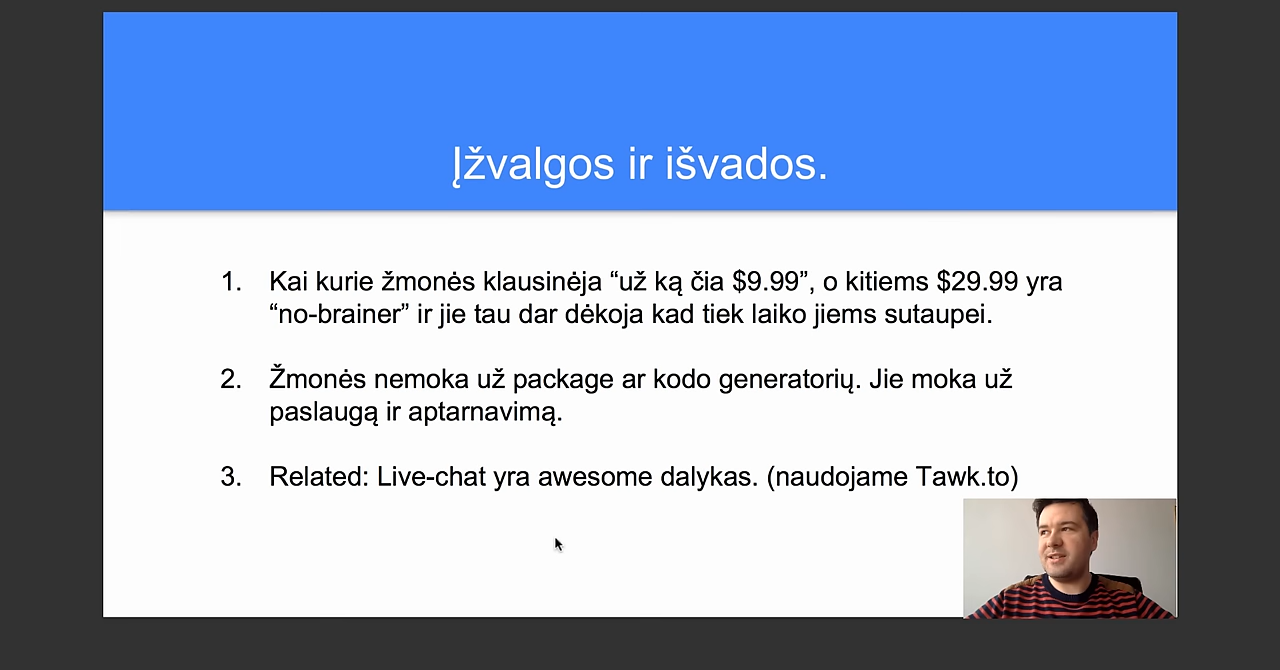 Įžvalgos ir išvados.
1. Kai kurie žmonės klausinėja “už ką čia $9.99”, o kitiems $29.99 yra
“no-brainer” ir jie tau dar dėkoja kad tiek laiko jiems sutaupei.
2. Žmonės nemoka už package ar kodo generatorių. Jie moka už
paslaugą ir aptarnavimą.
3. Related: Live-chat yra awesome dalykas. (naudojame Tawk.to)